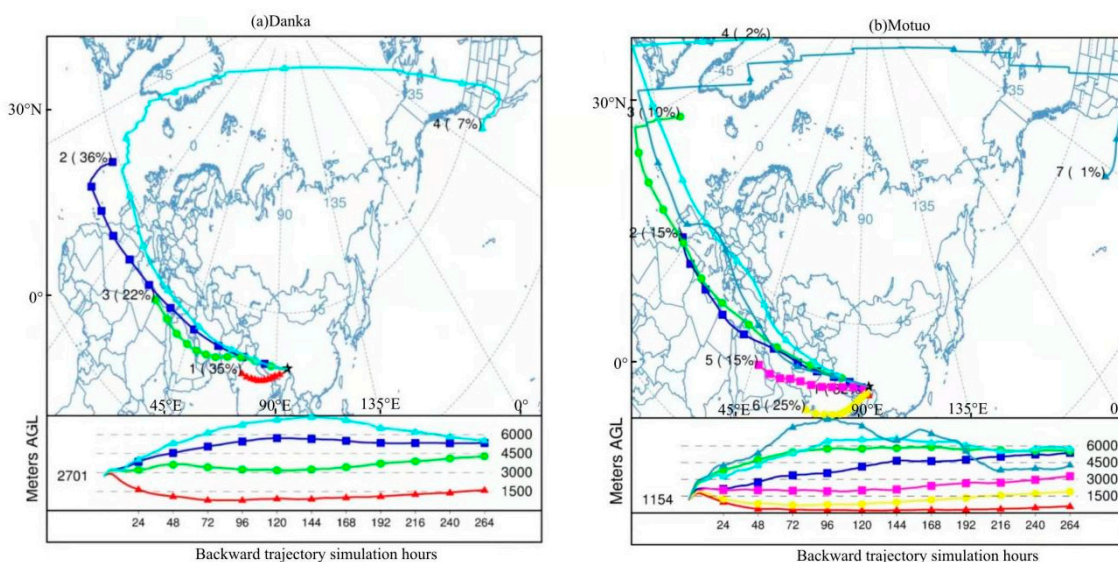 (a)Danka
-45
30°N
35
4 ( 7%)
0
2 ( 36%)
45
135
90
3 ( 22%)
0°
1 ( 35%)
45°E
90°E
135°E
0°
Meters AGL
6000
4500
2701
3000
1500
24 48 72 96 120 144 168 192 216 240 264
Backward trajectory simulation hours
(b)Motuo
4 ( 2%)
-45
35
30°N
3 ( 10%)
0
7 ( 1%)
45
135
90
2 ( 15%)
0°
5 ( 15%)
6 ( 25%)
45°E
90°E
135°E
0°
Meters AGL
6000
4500
3000
1154
1500
24 48 72 96 120 144 168 192 216 240 264
Backward trajectory simulation hours